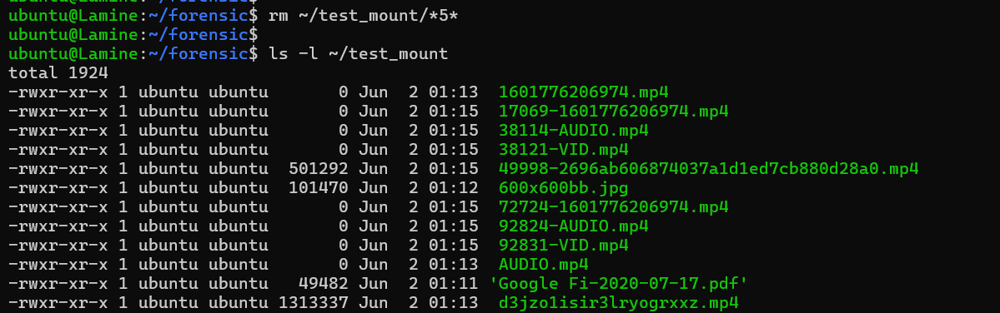 ubuntu@Lamine:~/forensic$ rm ~/test_mount/*5*
ubuntu@Lamine:~/forensic$
ubuntu@Lamine:~/forensic$ ls -l ~/test_mount
total 1924
-rwxr-xr-x 1 ubuntu ubuntu       0 Jun  2 01:13  1601776206974.mp4
-rwxr-xr-x 1 ubuntu ubuntu       0 Jun  2 01:15  17069-1601776206974.mp4
-rwxr-xr-x 1 ubuntu ubuntu       0 Jun  2 01:15  38114-AUDIO.mp4
-rwxr-xr-x 1 ubuntu ubuntu       0 Jun  2 01:15  38121-VID.mp4
-rwxr-xr-x 1 ubuntu ubuntu  501292 Jun  2 01:15  49998-2696ab606874037a1d1ed7cb880d28a0.mp4
-rwxr-xr-x 1 ubuntu ubuntu  101470 Jun  2 01:12  600x600bb.jpg
-rwxr-xr-x 1 ubuntu ubuntu       0 Jun  2 01:15  72724-1601776206974.mp4
-rwxr-xr-x 1 ubuntu ubuntu       0 Jun  2 01:15  92824-AUDIO.mp4
-rwxr-xr-x 1 ubuntu ubuntu       0 Jun  2 01:15  92831-VID.mp4
-rwxr-xr-x 1 ubuntu ubuntu       0 Jun  2 01:13  AUDIO.mp4
-rwxr-xr-x 1 ubuntu ubuntu   49482 Jun  2 01:11 'Google Fi-2020-07-17.pdf'
-rwxr-xr-x 1 ubuntu ubuntu 1313337 Jun  2 01:13  d3jzo1isir3lryogrxxz.mp4